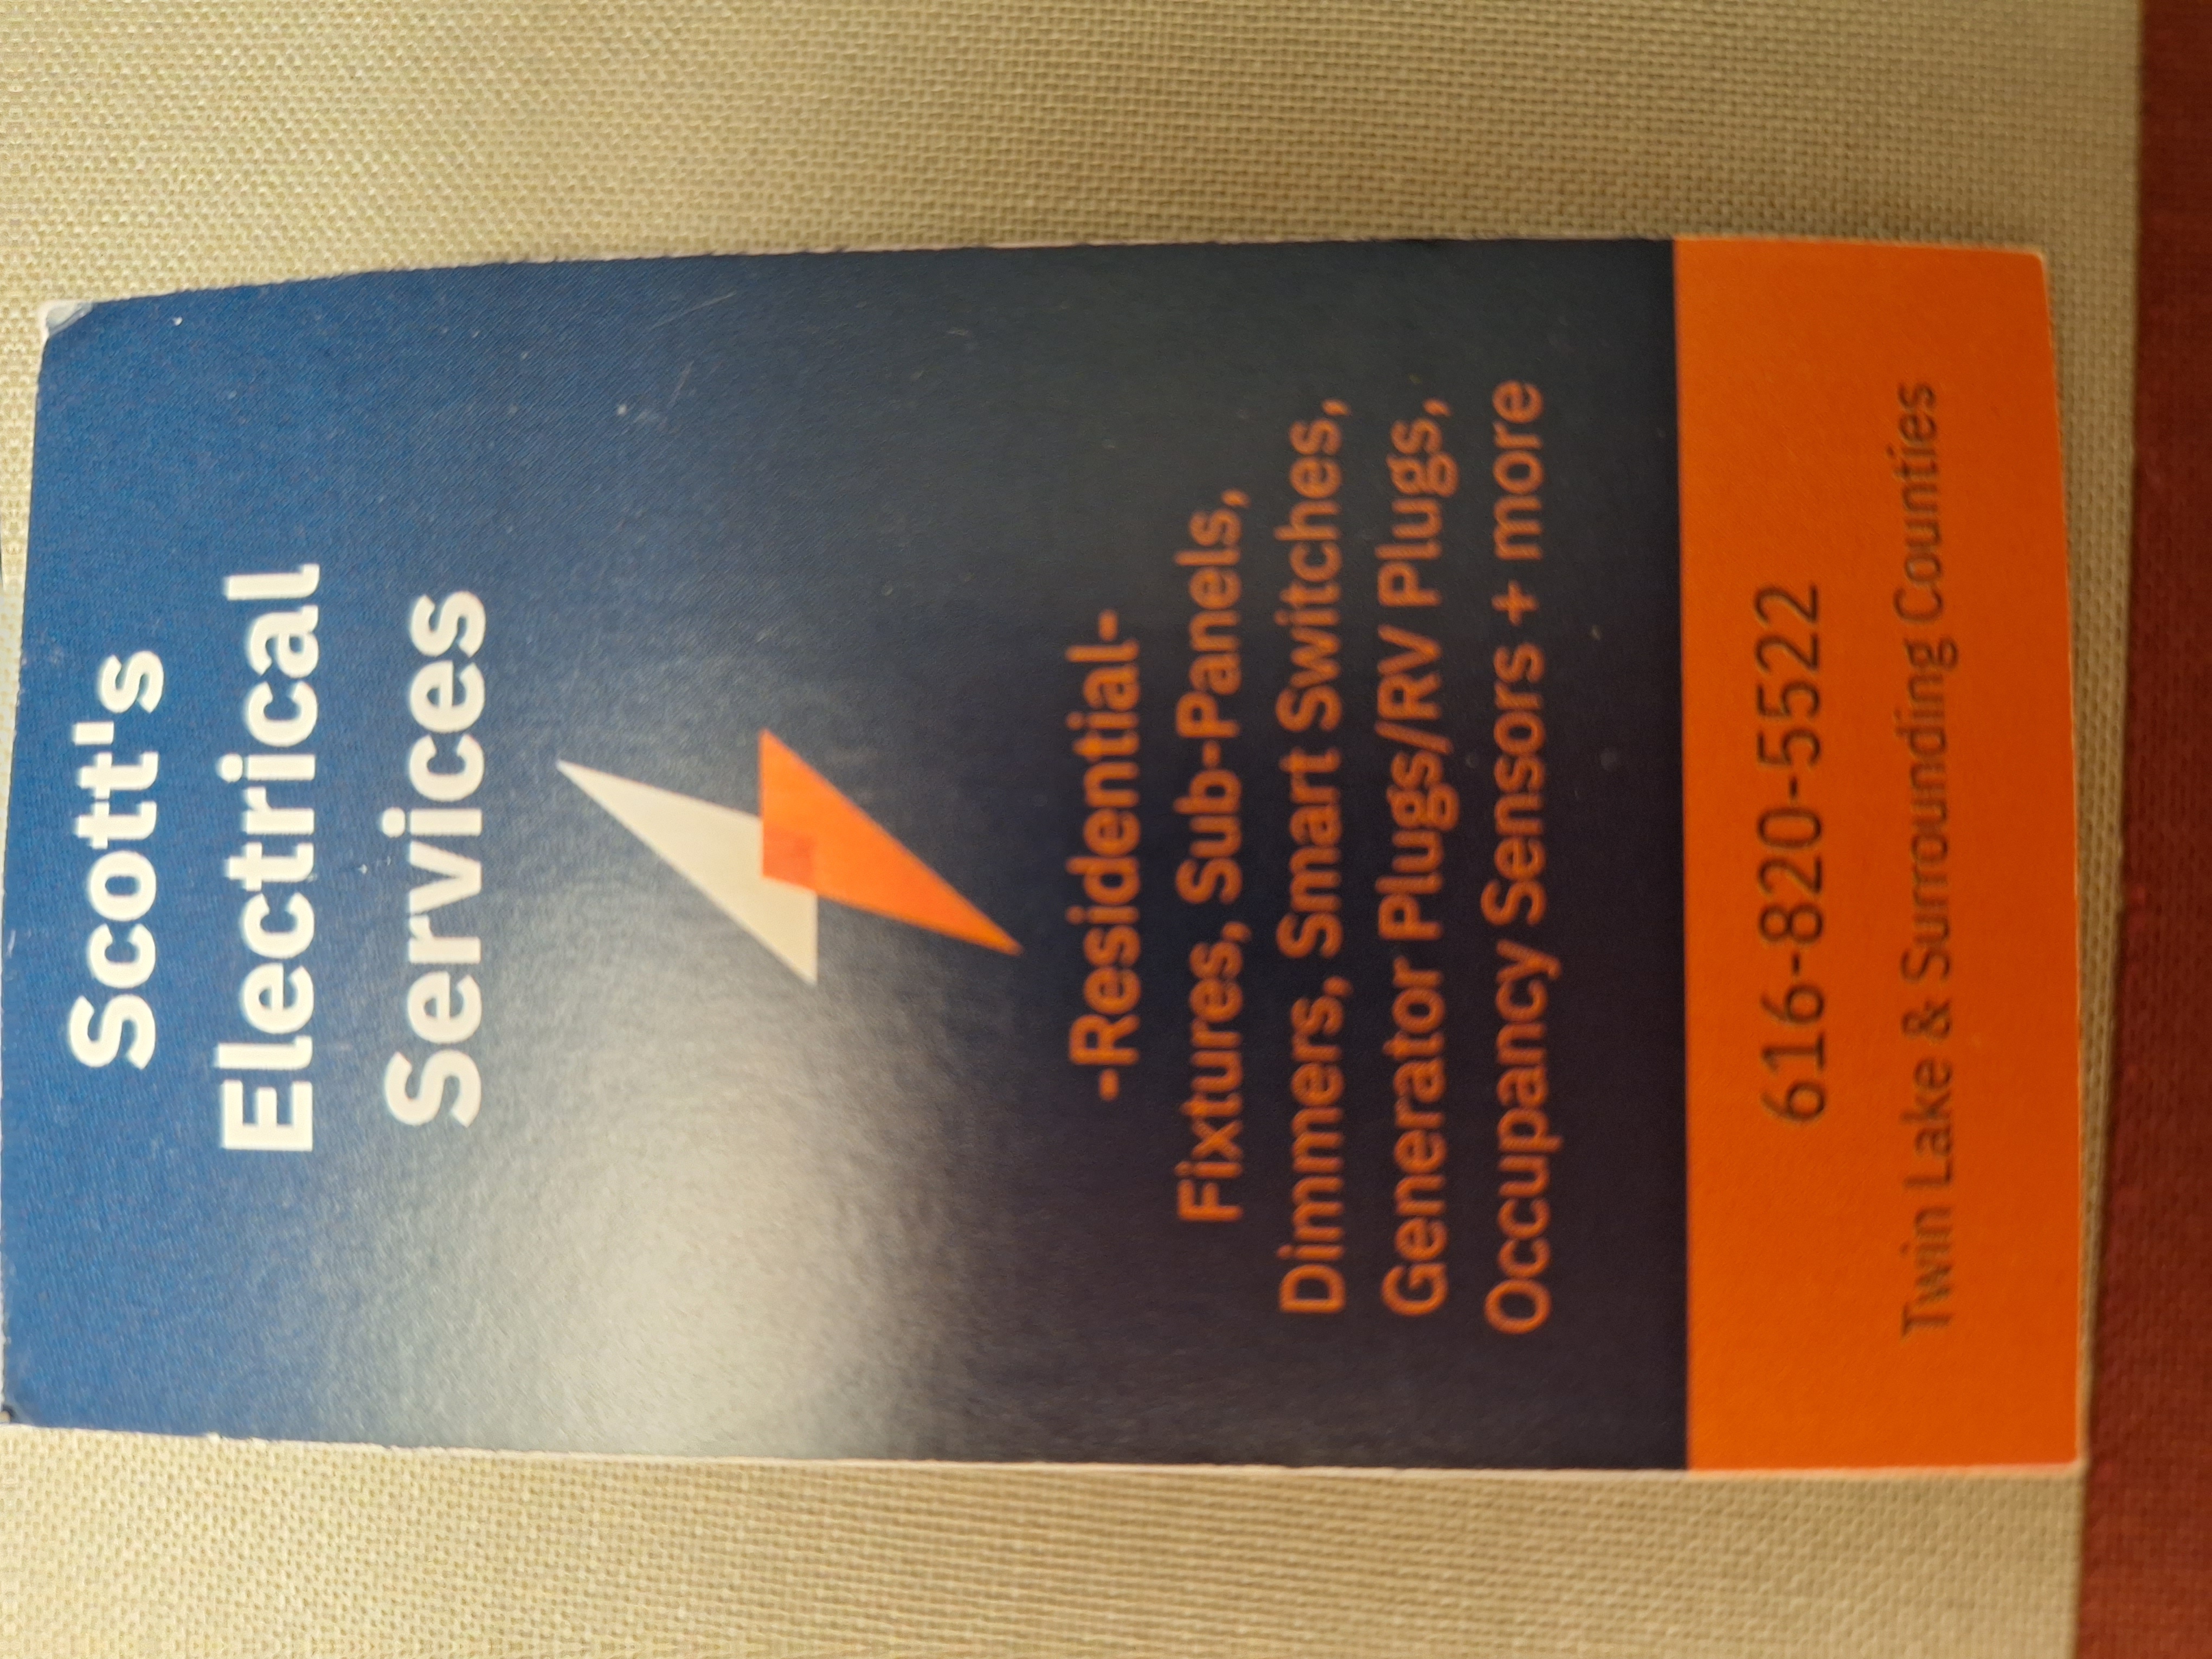 Scott's
Electrical
Services
-Residential-
Fixtures, Sub-Panels,
Dinmers, Smart Switches,
Generator Plugs/RV Plugs,
Occupancy Sensors + more
616-820-5522
Twin Lake & Surrounding Counties